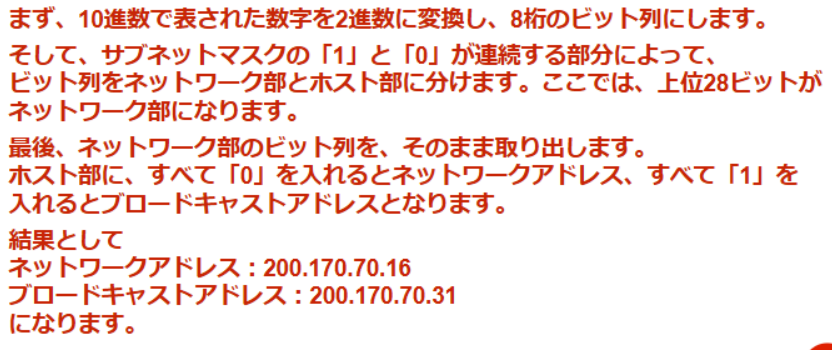 まず、10進数で表された数字を2進数に変換し、8桁のビット列にします。
そして、サブネットマスクの「1」と「0」が連続する部分によって、
ビット列をネットワーク部とホスト部に分けます。ここでは、上位28ビットが
ネットワーク部になります。
最後、ネットワーク部のビット列を、そのまま取り出します。
ホスト部に、すべて「0」を入れるとネットワークアドレス、すべて「1」を
入れるとブロードキャストアドレスとなります。
結果として
ネットワークアドレス：200.170.70.16
ブロードキャストアドレス：200.170.70.31
になります。